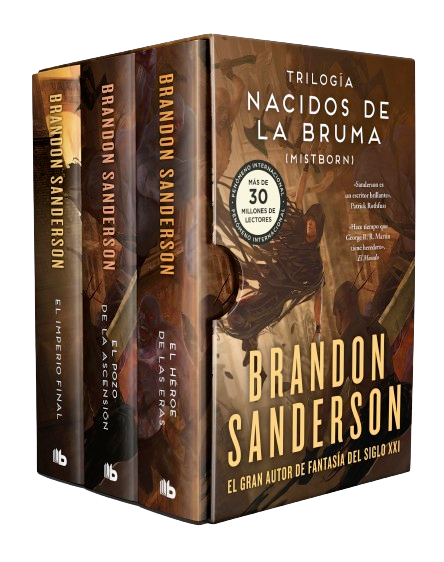 BRANDON SANDERSON
EL IMPERIO FINAL
BRANDON SANDERSON
EL POZO
DE LA ASCENSIÓN
BRANDON SANDERSON
EL HÉROE
DE LAS ERAS
TRILOGÍA
NACIDOS DE
LA BRUMA
(MISTBORN)
FENÓMENO INTERNACIONAL
MÁS DE
30
MILLONES DE
LECTORES
FENÓMENO INTERNACIONAL
«Sanderson es
un escritor brillante».
Patrick Rothfuss
«Hace tiempo que
George R. R. Martin
tiene heredero».
El Mundo
BRANDON
SANDERSON
EL GRAN AUTOR DE FANTASÍA DEL SIGLO XXI
b
b
b